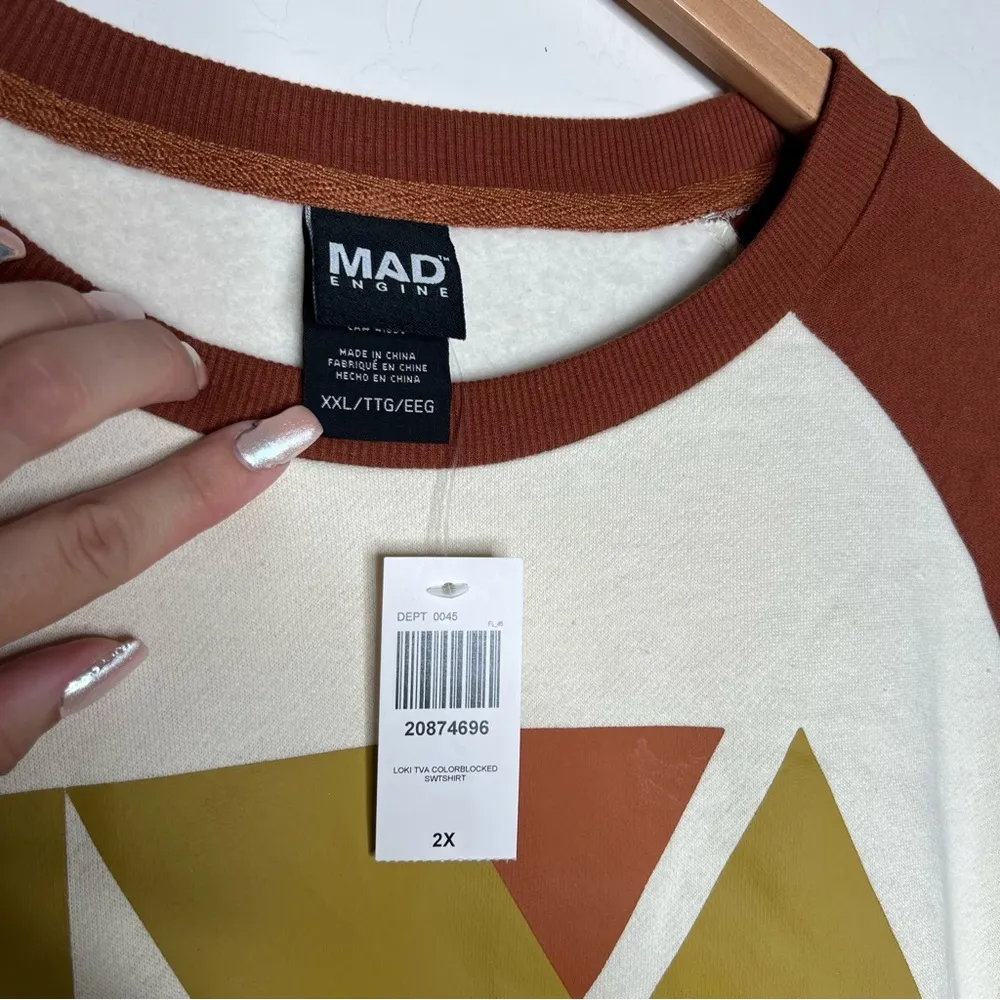 MAD™
ENGINE
MADE IN CHINA
FABRIQUÉ EN CHINE
HECHO EN CHINA
XXL/TTG/EEG
DEPT 0045
20874696
LOKI TVA COLORBLOCKED
SWTSHIRT
2X